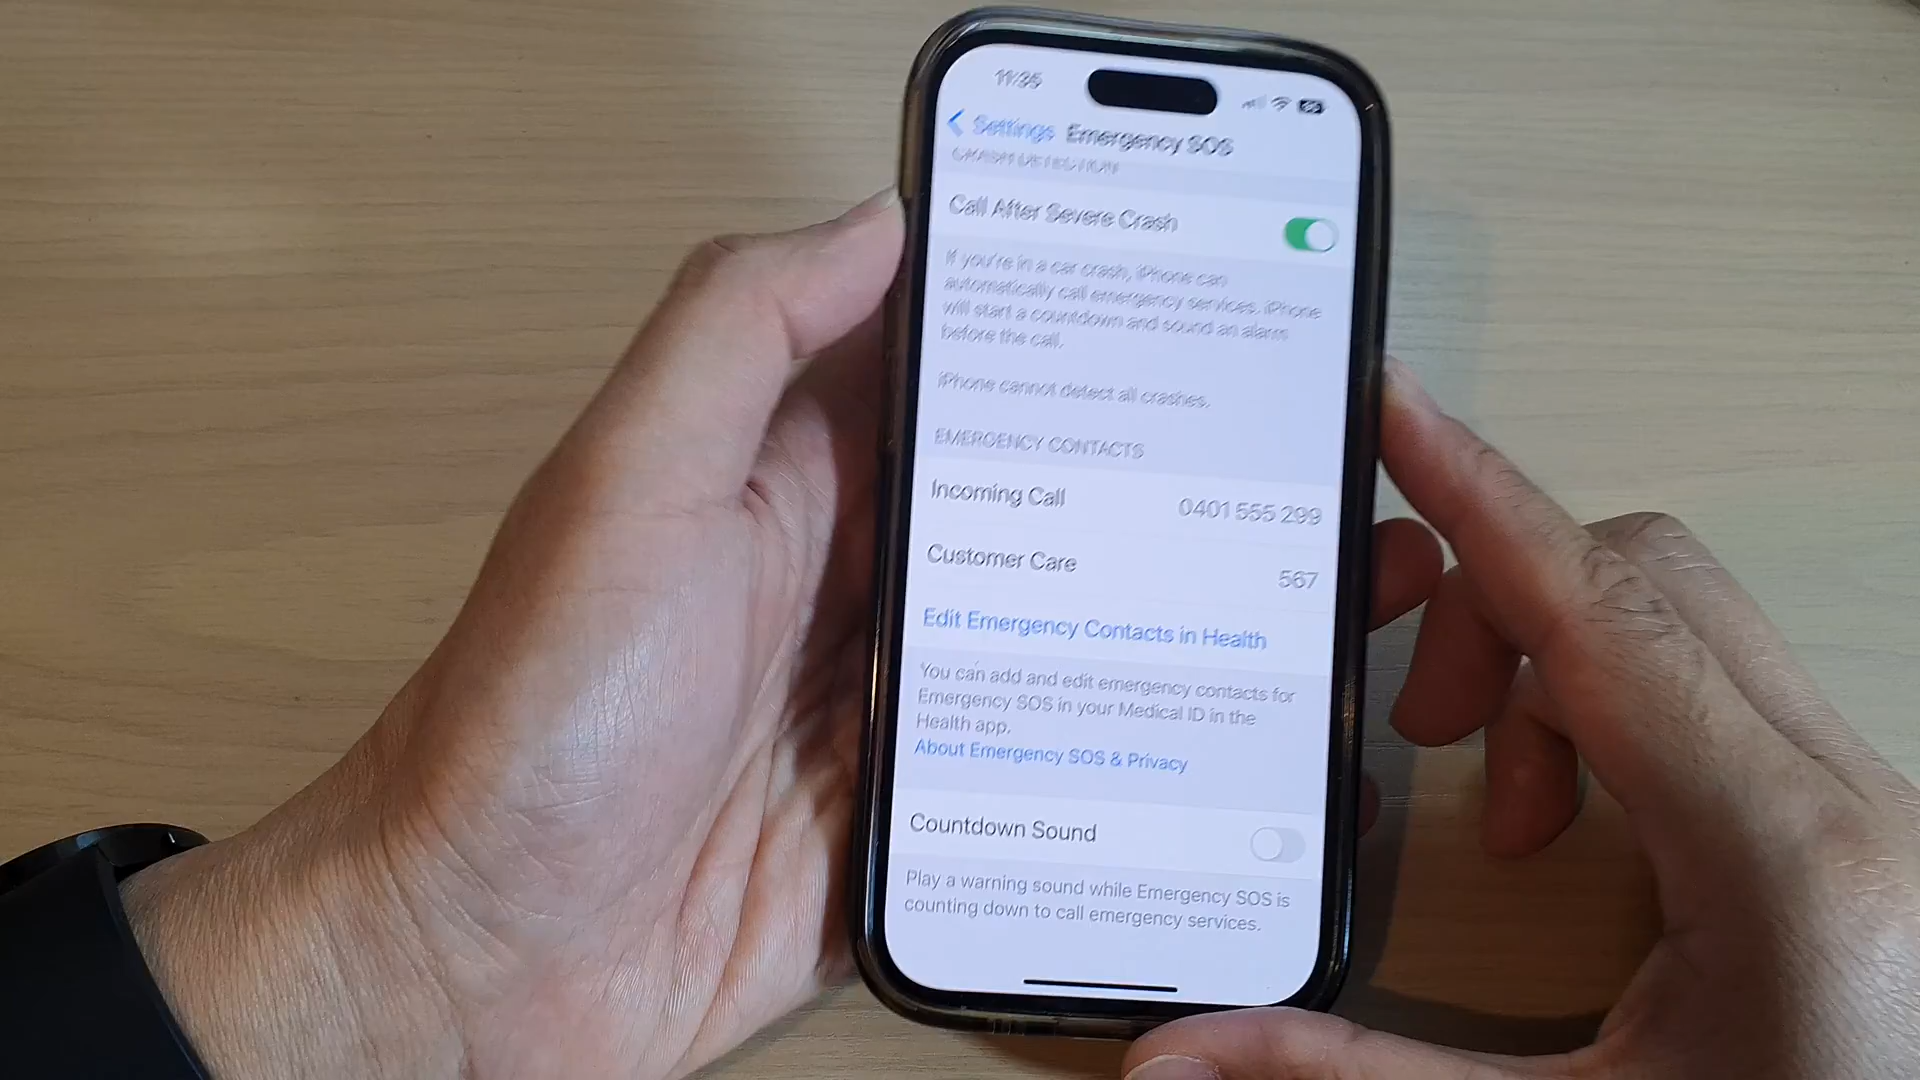 11:35
Settings Emergency SOS
CRASH DETECTION
Call After Severe Crash
If you're in a car crash, iPhone can
automatically call emergency services. iPhone
will start a countdown and sound an alarm
before the call.
iPhone cannot detect all crashes.
EMERGENCY CONTACTS
Incoming Call 0401 555 299
Customer Care 567
Edit Emergency Contacts in Health
You can add and edit emergency contacts for
Emergency SOS in your Medical ID in the
Health app.
About Emergency SOS & Privacy
Countdown Sound
Play a warning sound while Emergency SOS is
counting down to call emergency services.